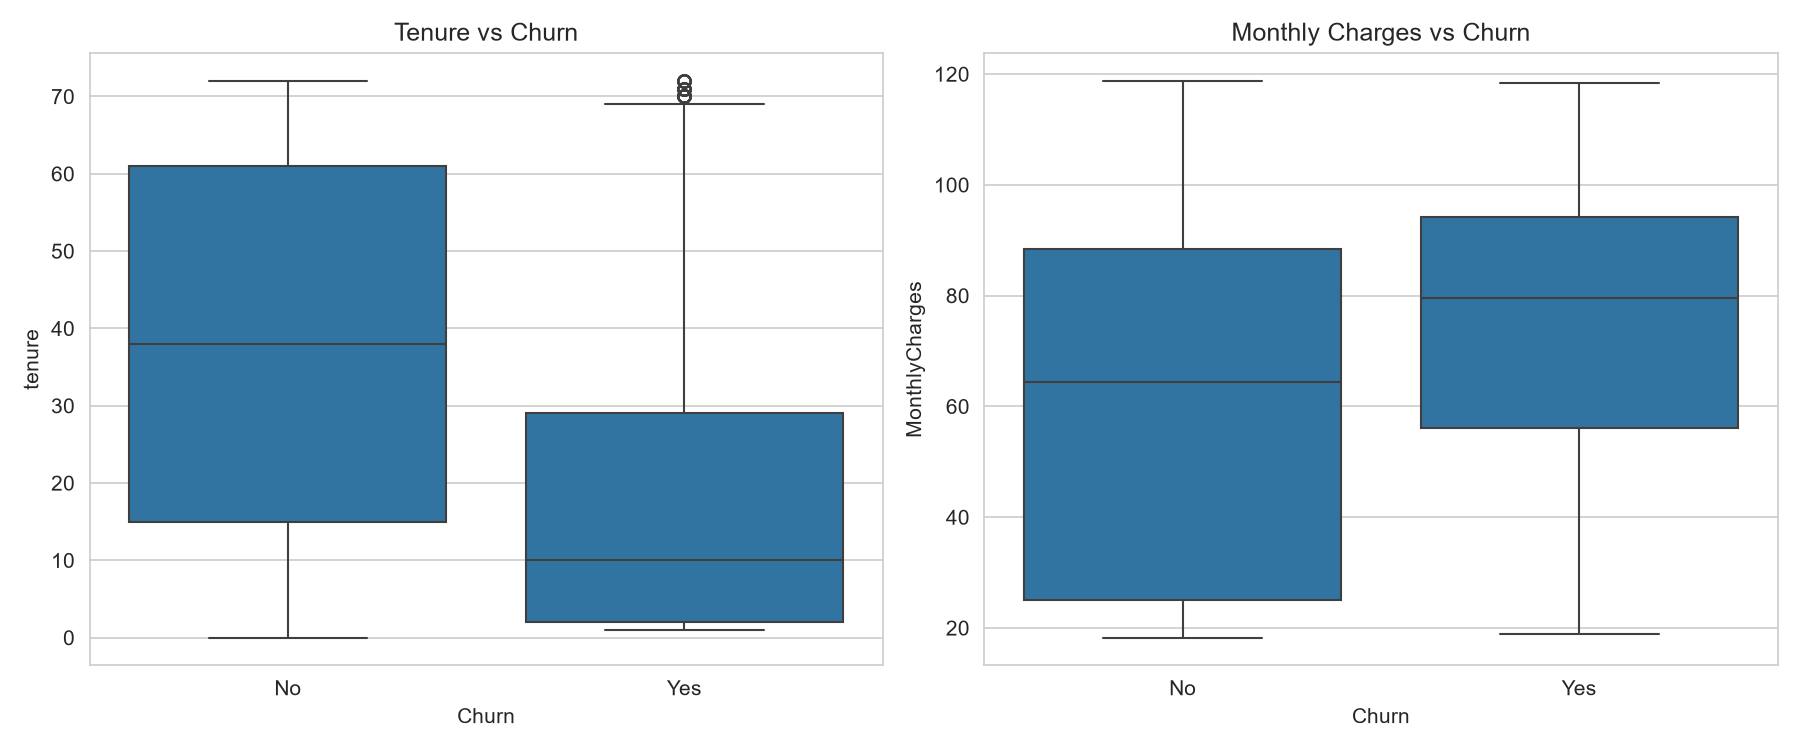 Tenure vs Churn
70
60
50
40
30
20
10
0
tenure
No
Yes
Churn
Monthly Charges vs Churn
120
100
80
60
40
20
MonthlyCharges
No
Yes
Churn